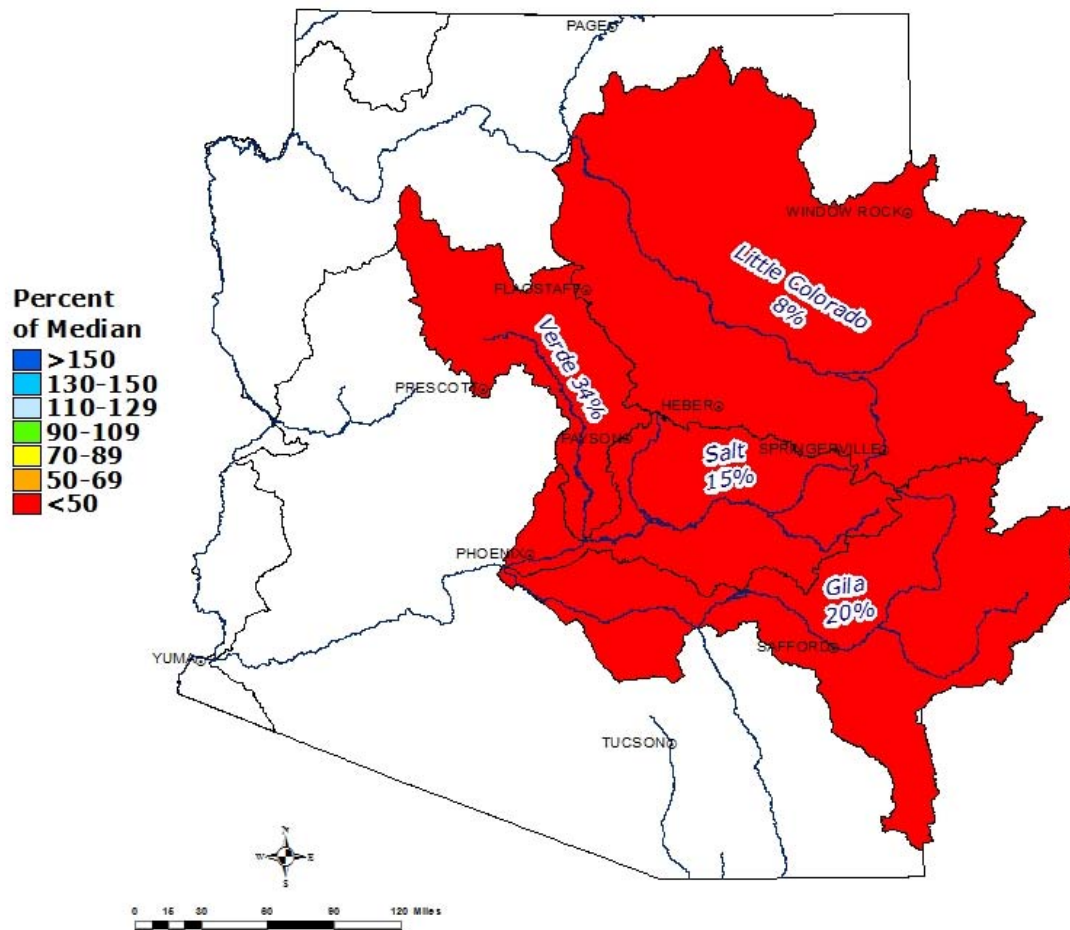 PAGE
WINDOW ROCK
Little Colorado
8%
FLAGSTAFF
Verde 34%
Percent
of Median
>150
130-150
110-129
90-109
70-89
50-69
<50
PRESCOTT
HEBER
PAYSON
SPRINGERVILLE
Salt
15%
PHOENIX
Gila
20%
SAFFORD
YUMA
TUCSON
N
W E
S
0 15 30 60 90 120 Miles